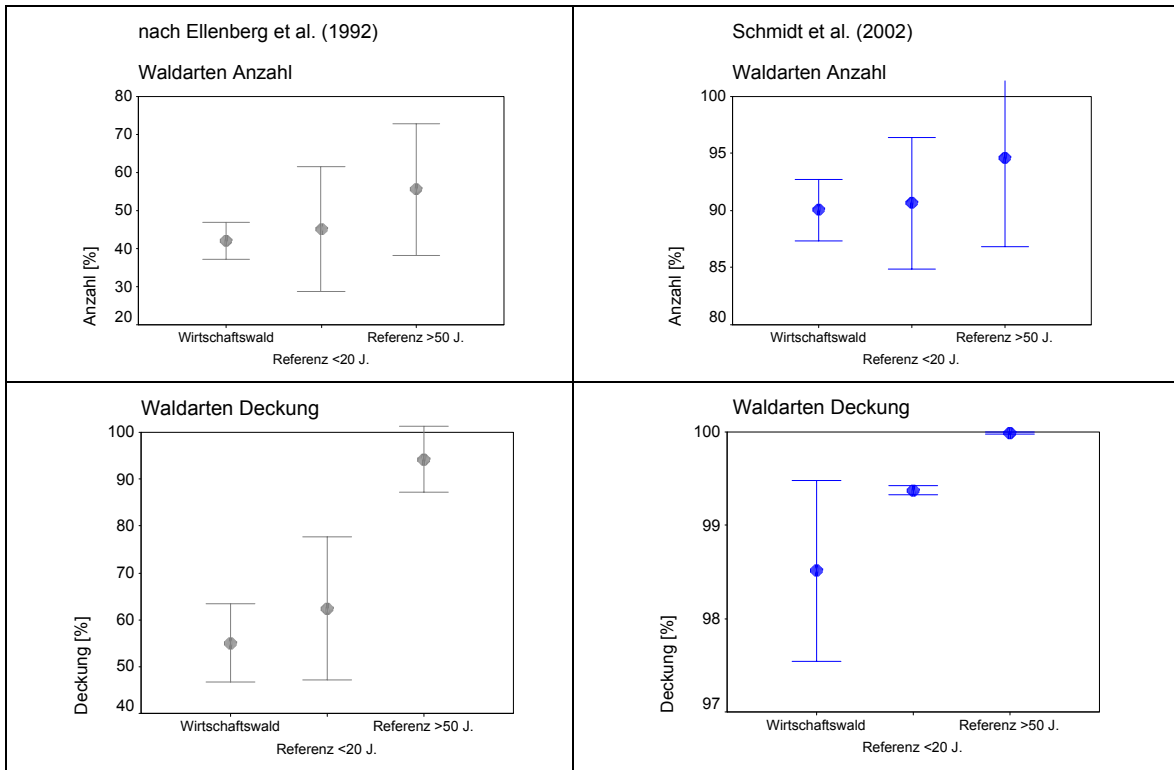 nach Ellenberg et al. (1992)
Waldarten Anzahl
Anzahl [%]
80
70
60
50
40
30
20
Wirtschaftswald
Referenz >50 J.
Referenz <20 J.
Schmidt et al. (2002)
Waldarten Anzahl
Anzahl [%]
100
95
90
85
80
Wirtschaftswald
Referenz >50 J.
Referenz <20 J.
Waldarten Deckung
Deckung [%]
100
90
80
70
60
50
40
Wirtschaftswald
Referenz >50 J.
Referenz <20 J.
Waldarten Deckung
Deckung [%]
100
99
98
97
Wirtschaftswald
Referenz >50 J.
Referenz <20 J.